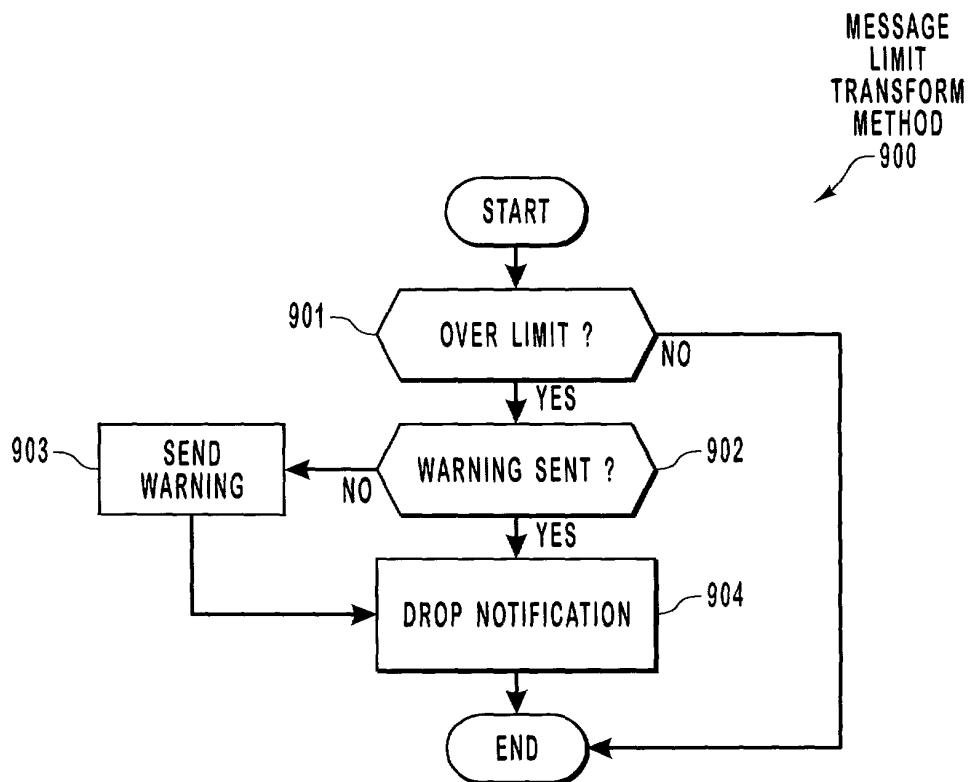 MESSAGE
LIMIT
TRANSFORM
METHOD
900
START
901
OVER LIMIT ?
NO
YES
903
SEND
WARNING
NO
WARNING SENT ?
902
YES
DROP NOTIFICATION
904
END